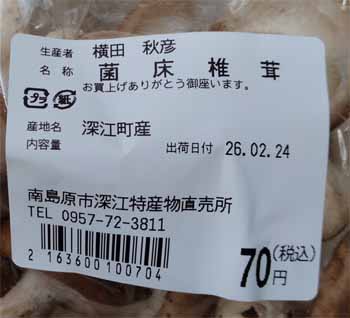 生産者 横田 秋彦
名称 菌床椎茸
お買上げありがとう御座います。
プラ 紙
産地名 深江町産
内容量 出荷日付 26.02.24
南島原市深江特産物直売所
TEL 0957-72-3811
2 163600 100704
70円(税込)